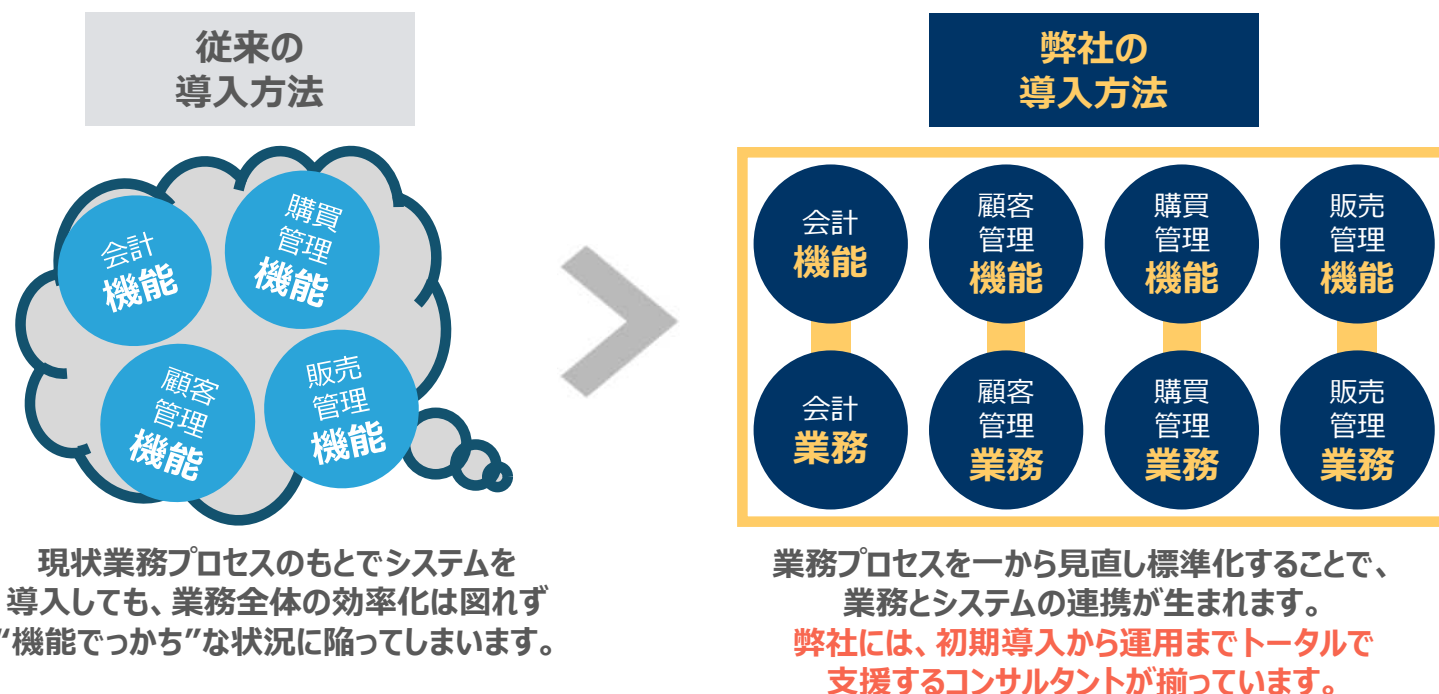 従来の
導入方法
会計
機能
購買
管理
機能
顧客
管理
機能
販売
管理
機能
現状業務プロセスのもとでシステムを
導入しても、業務全体の効率化は図れず
“機能でっかち”な状況に陥ってしまいます。
弊社の
導入方法
会計
機能
顧客
管理
機能
購買
管理
機能
販売
管理
機能
会計
業務
顧客
管理
業務
購買
管理
業務
販売
管理
業務
業務プロセスを一から見直し標準化することで、
業務とシステムの連携が生まれます。
弊社には、初期導入から運用までトータルで
支援するコンサルタントが揃っています。